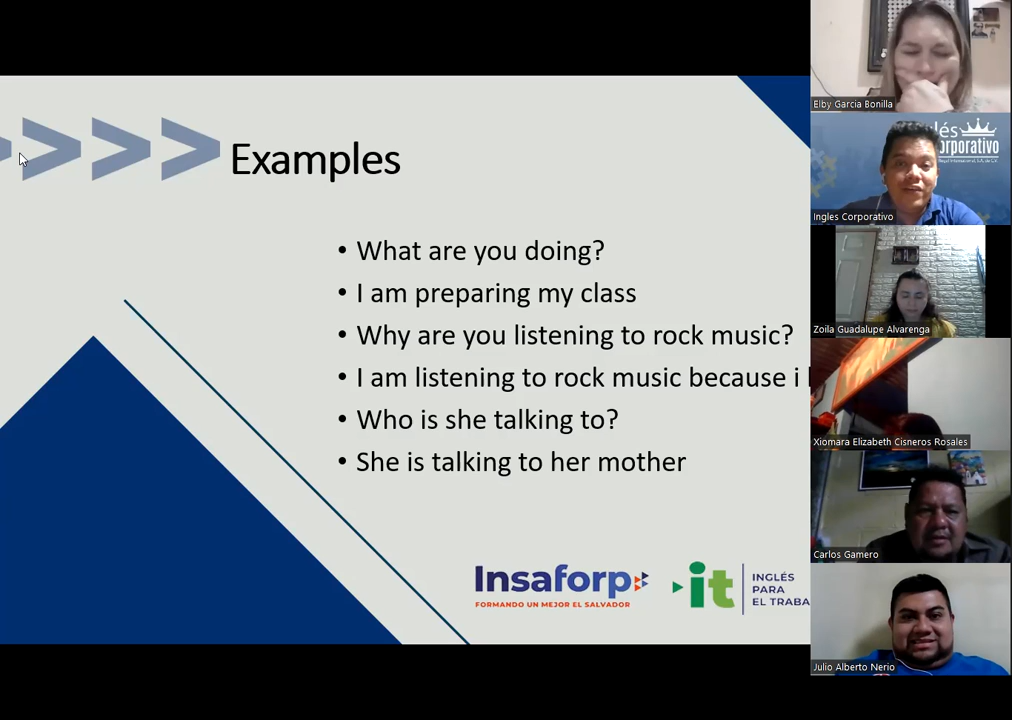 Examples
• What are you doing?
• I am preparing my class
• Why are you listening to rock music?
• I am listening to rock music because i
• Who is she talking to?
• She is talking to her mother
Insaforp
FORMANDO UN MEJOR EL SALVADOR
it
INGLÉS
PARA
EL TRABA
Elby Garcia Bonilla
és
orporativo
Ingles Corporativo
Zoila Guadalupe Alvarenga
Xiomara Elizabeth Cisneros Rosales
Carlos Gamero
Julio Alberto Nerio